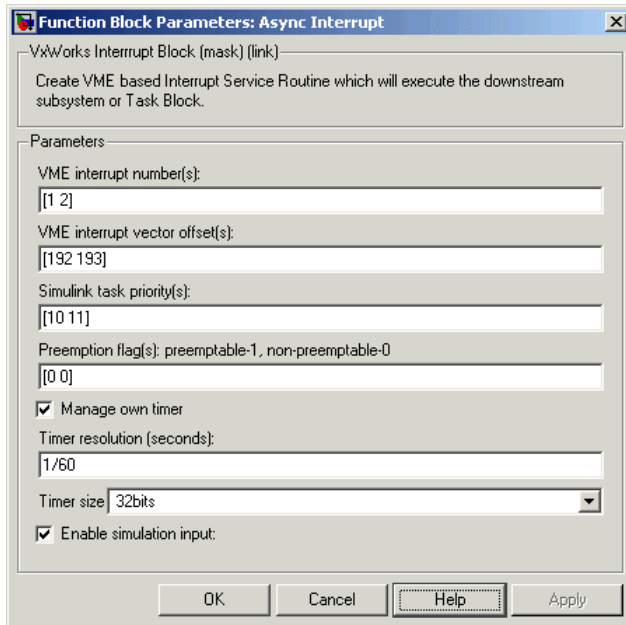 Function Block Parameters: Async Interrupt
VxWorks Interrrupt Block (mask) (link)
Create VME based Interrupt Service Routine which will execute the downstream
subsystem or Task Block.
Parameters
VME interrupt number(s):
[1 2]
VME interrupt vector offset(s):
[192 193]
Simulink task priority(s):
[10 11]
Preemption flag(s): preemptable-1, non-preemptable-0
[0 0]
Manage own timer
Timer resolution (seconds):
1/60
Timer size 32bits
Enable simulation input:
OK Cancel Help Apply